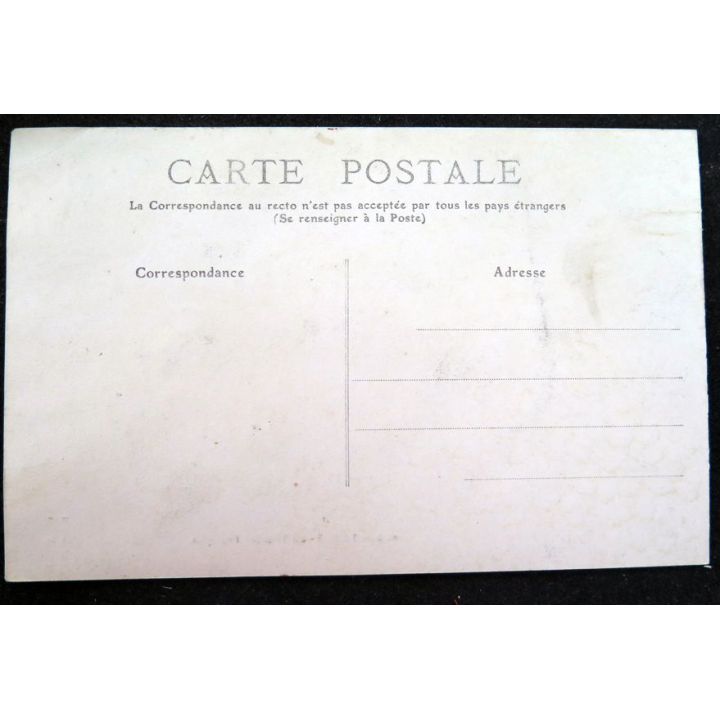 CARTE POSTALE
La Correspondance au recto n'est pas acceptée par tous les pays étrangers
(Se renseigner à la Poste)
Correspondance
Adresse